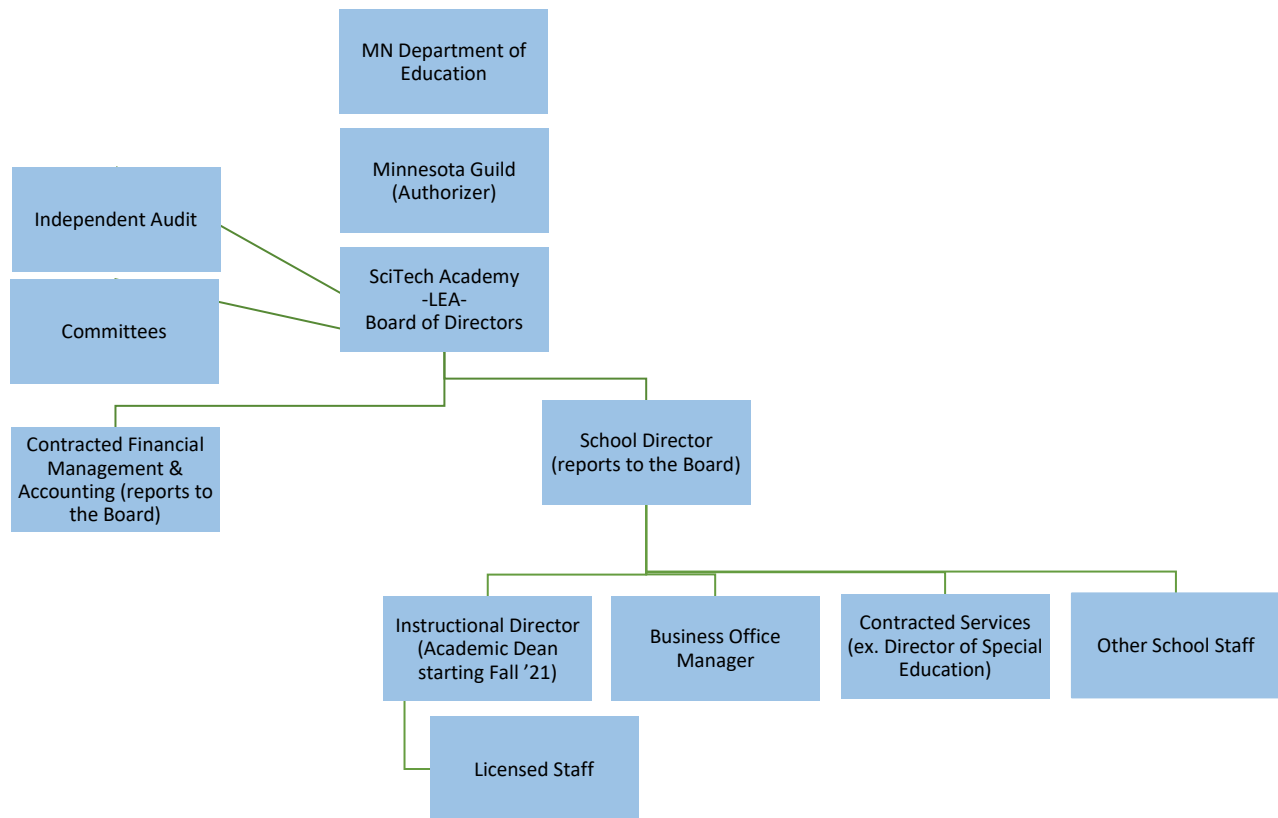 MN Department of
Education
Minnesota Guild
(Authorizer)
Independent Audit
SciTech Academy
-LEA-
Board of Directors
Committees
Contracted Financial
Management &
Accounting (reports to
the Board)
School Director
(reports to the Board)
Instructional Director
(Academic Dean
starting Fall ’21)
Business Office
Manager
Contracted Services
(ex. Director of Special
Education)
Other School Staff
Licensed Staff